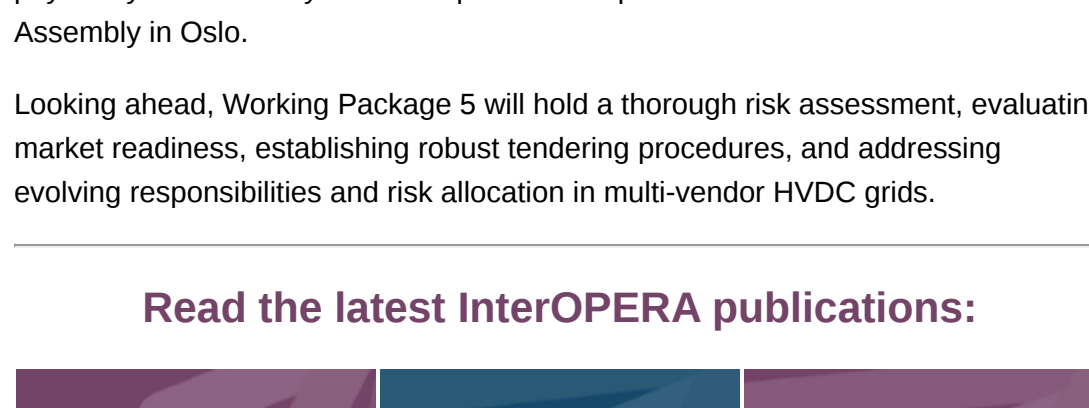 Assembly in Oslo.
Looking ahead, Working Package 5 will hold a thorough risk assessment, evaluatin
market readiness, establishing robust tendering procedures, and addressing
evolving responsibilities and risk allocation in multi-vendor HVDC grids.
Read the latest InterOPERA publications: